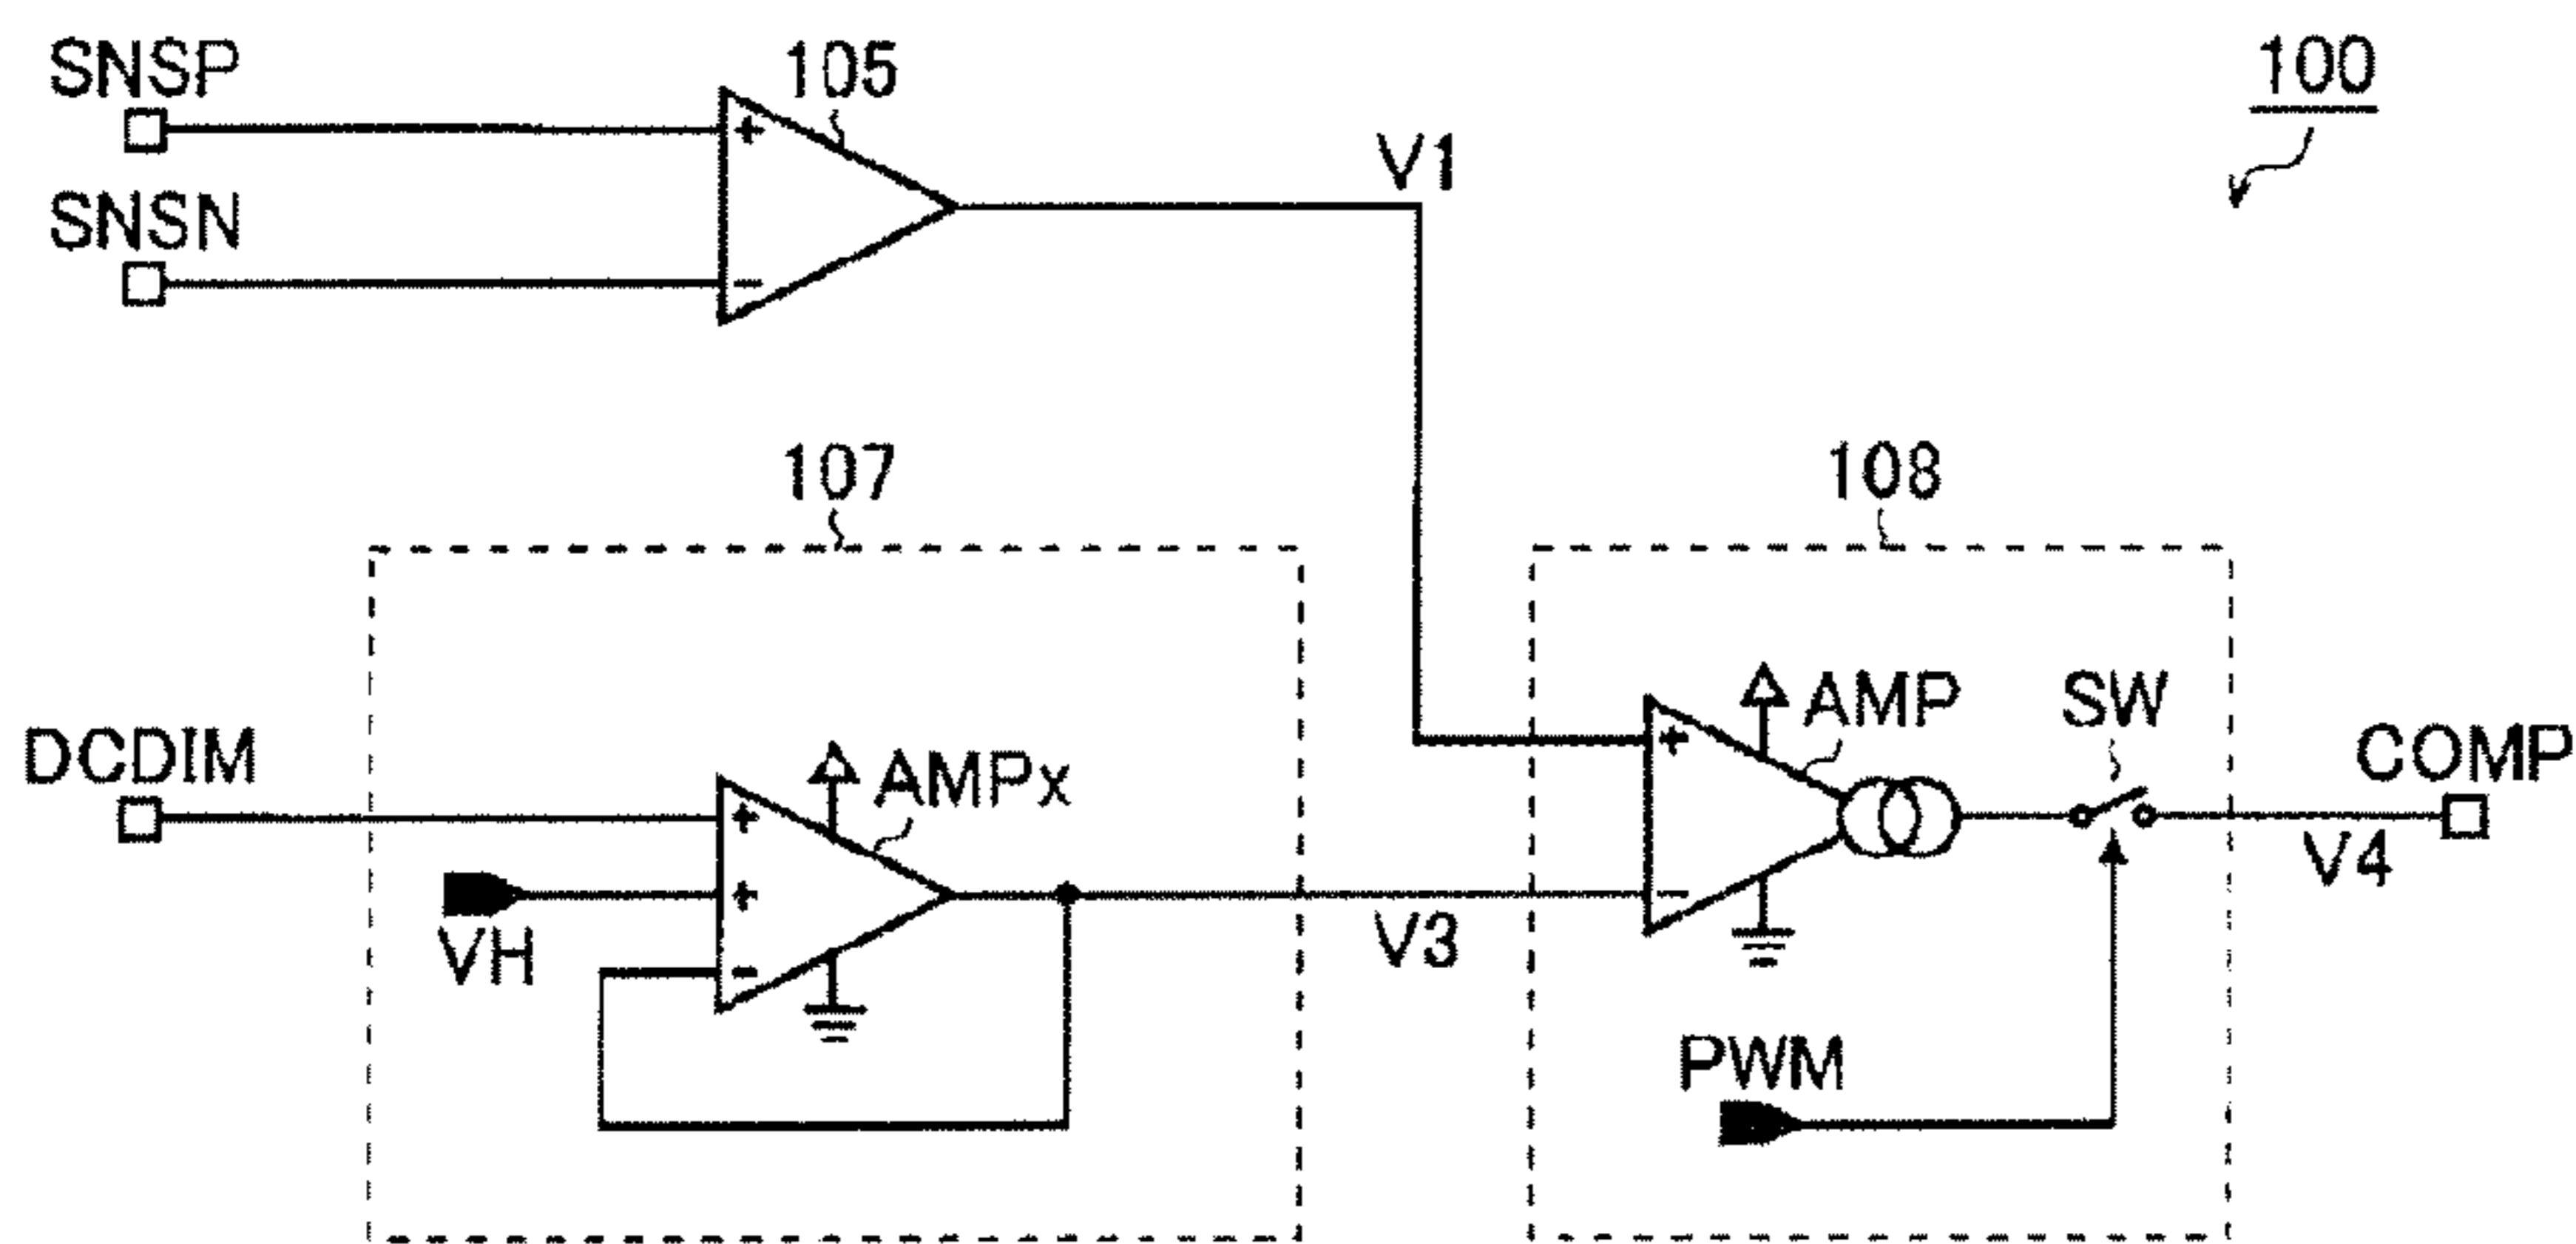 SNSP
105
100
SNSN
V1
107
108
DCDIM
AMPx
AMP
SW
COMP
VH
V3
V4
PWM